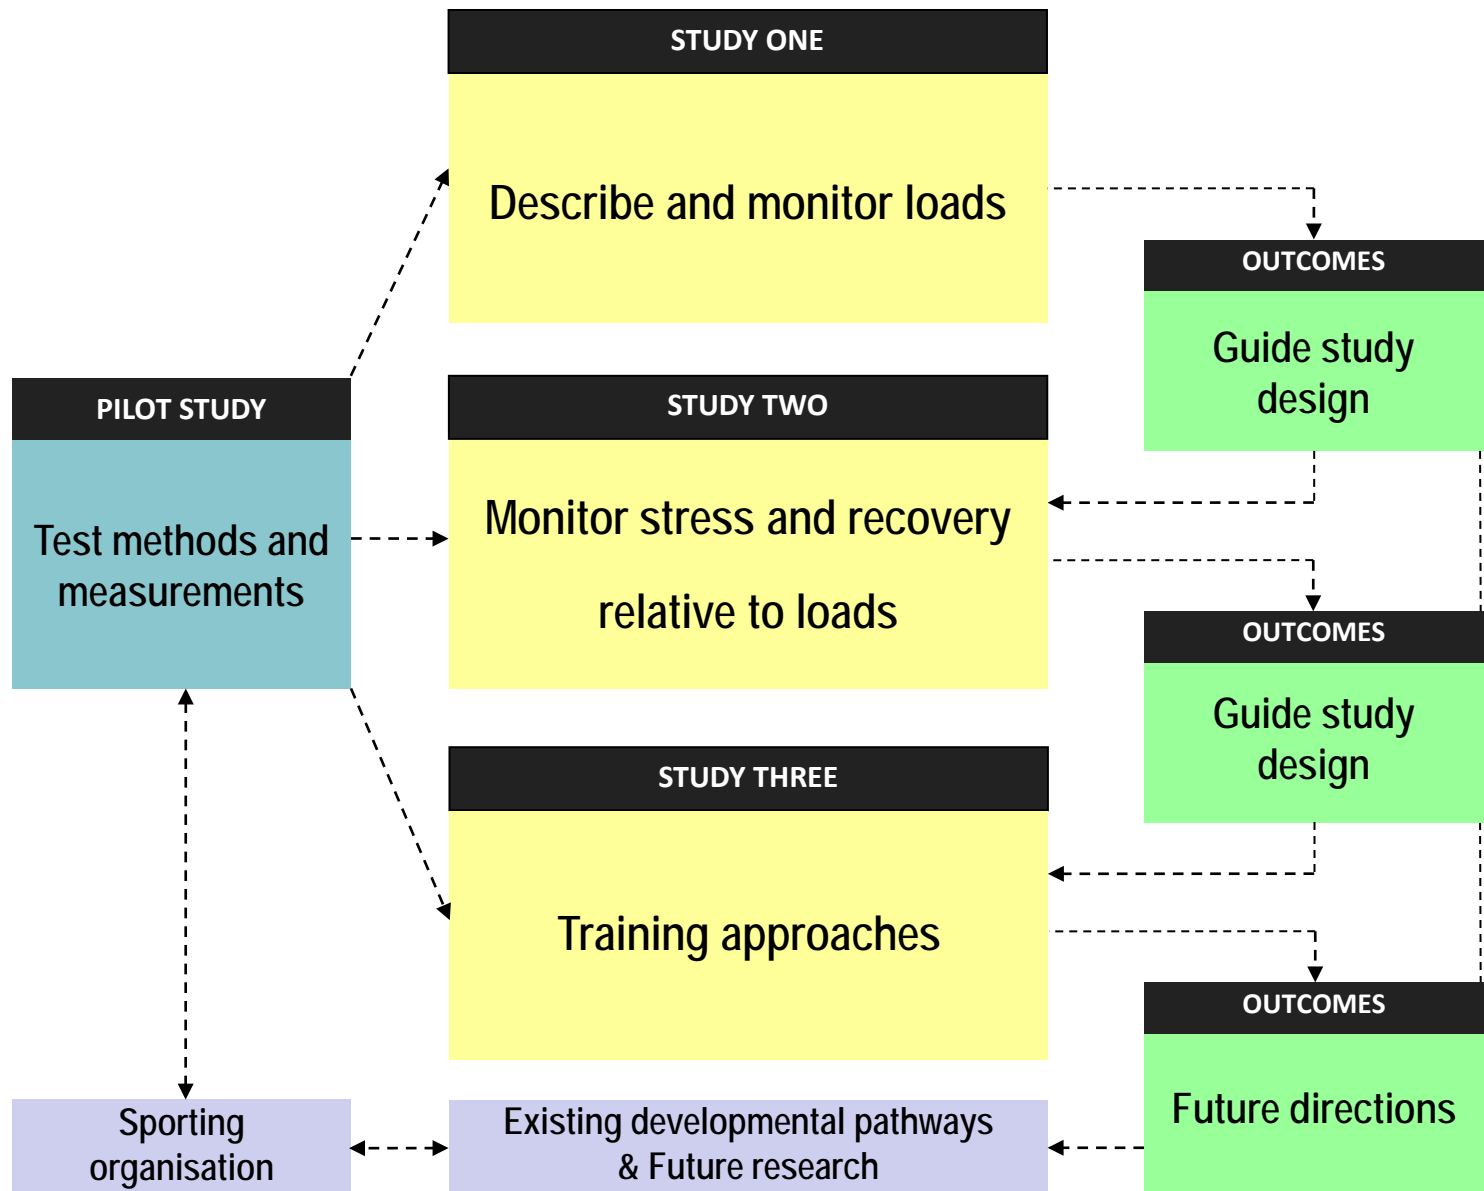 STUDY ONE
Describe and monitor loads
OUTCOMES
Guide study
design
PILOT STUDY
Test methods and
measurements
STUDY TWO
Monitor stress and recovery
relative to loads
OUTCOMES
Guide study
design
STUDY THREE
Training approaches
OUTCOMES
Future directions
Sporting
organisation
Existing developmental pathways
& Future research